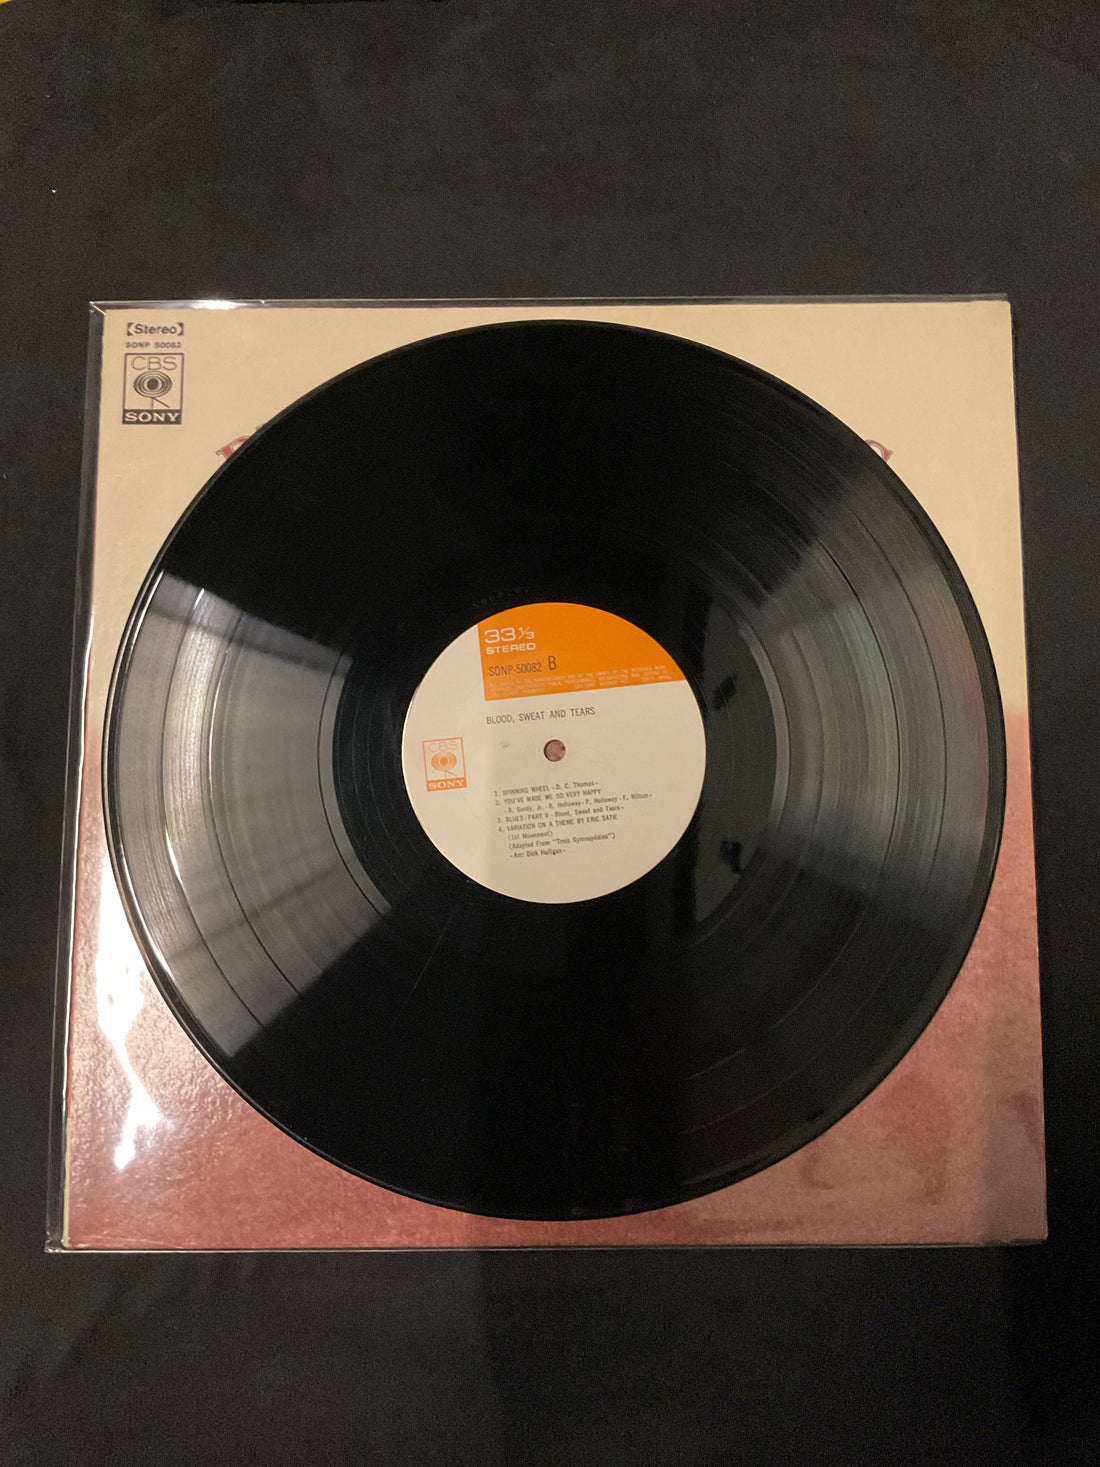 【Stereo】
SONP 50082
CBS
SONY
33⅓
STEREO
SONP-50082 B
BLOOD, SWEAT AND TEARS
CBS
SONY
1. SPINNING WHEEL - D. C. Thomas -
2. YOU'VE MADE ME SO VERY HAPPY
- B. Gordy, Jr. - B. Holloway - P. Holloway - F. Wilson -
3. BLUES - PART II - Blood, Sweat and Tears -
4. VARIATION ON A THEME BY ERIC SATIE
(1st Movement)
(Adapted From "Trois Gymnopédies")
- Arr: Dick Halligan -